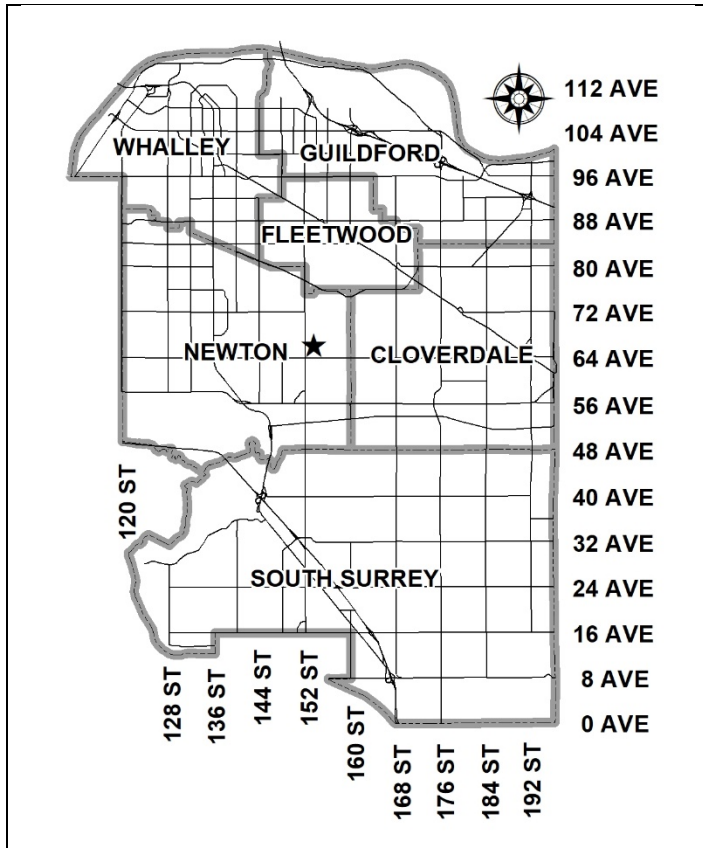 112 AVE
104 AVE
WHALLEY
GUILDFORD
96 AVE
88 AVE
FLEETWOOD
80 AVE
72 AVE
NEWTON
CLOVERDALE
64 AVE
56 AVE
48 AVE
120 ST
40 AVE
32 AVE
SOUTH SURREY
24 AVE
16 AVE
128 ST
136 ST
144 ST
152 ST
160 ST
8 AVE
0 AVE
168 ST
176 ST
184 ST
192 ST